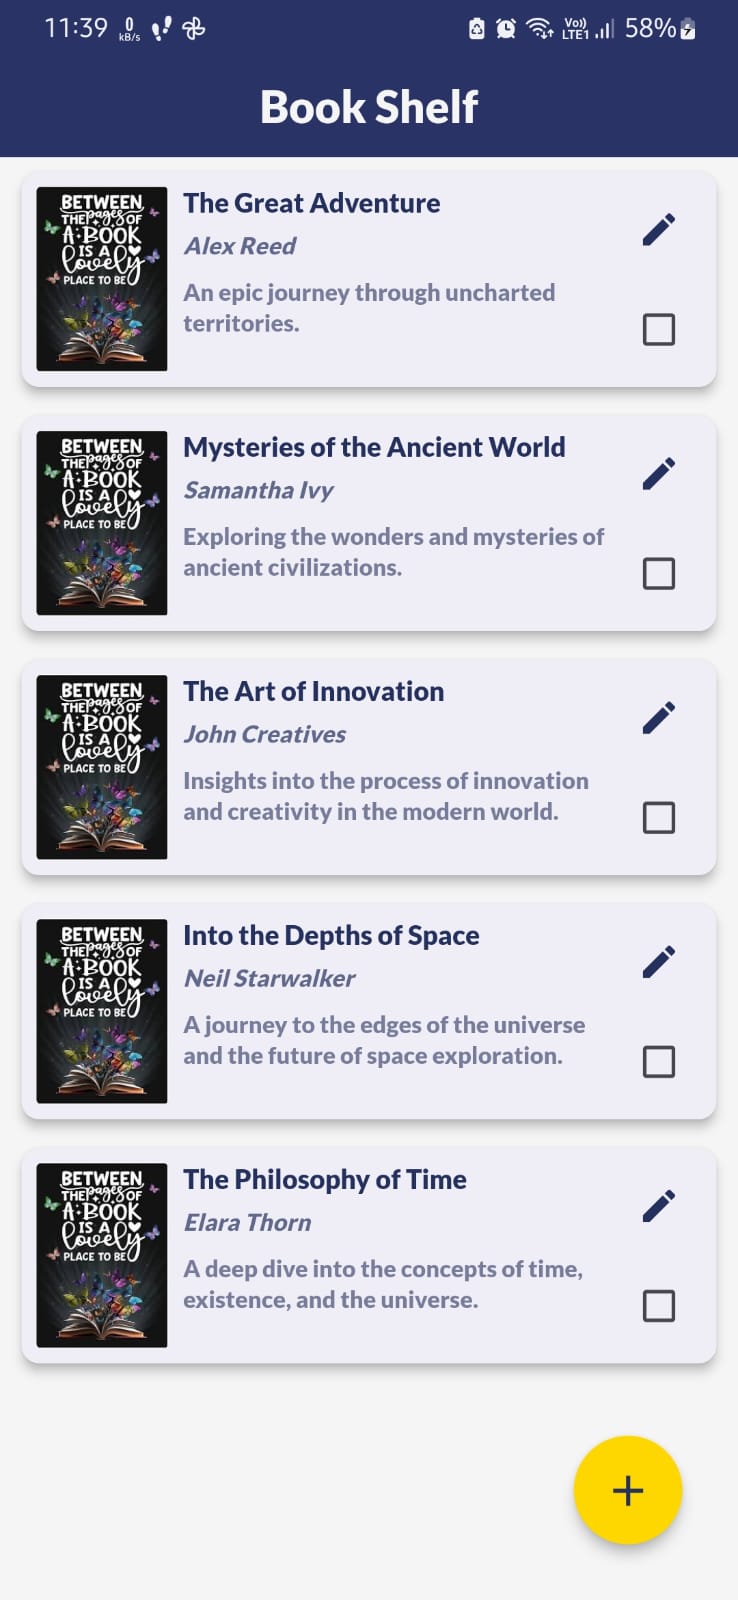 11:39 0 kB/s Vo)) LTE1 58%
Book Shelf
BETWEEN
THE pages OF
A BOOK
IS A
lovely
PLACE TO BE
The Great Adventure
Alex Reed
An epic journey through uncharted
territories.
BETWEEN
THE pages OF
A BOOK
IS A
lovely
PLACE TO BE
Mysteries of the Ancient World
Samantha Ivy
Exploring the wonders and mysteries of
ancient civilizations.
BETWEEN
THE pages OF
A BOOK
IS A
lovely
PLACE TO BE
The Art of Innovation
John Creatives
Insights into the process of innovation
and creativity in the modern world.
BETWEEN
THE pages OF
A BOOK
IS A
lovely
PLACE TO BE
Into the Depths of Space
Neil Starwalker
A journey to the edges of the universe
and the future of space exploration.
BETWEEN
THE pages OF
A BOOK
IS A
lovely
PLACE TO BE
The Philosophy of Time
Elara Thorn
A deep dive into the concepts of time,
existence, and the universe.